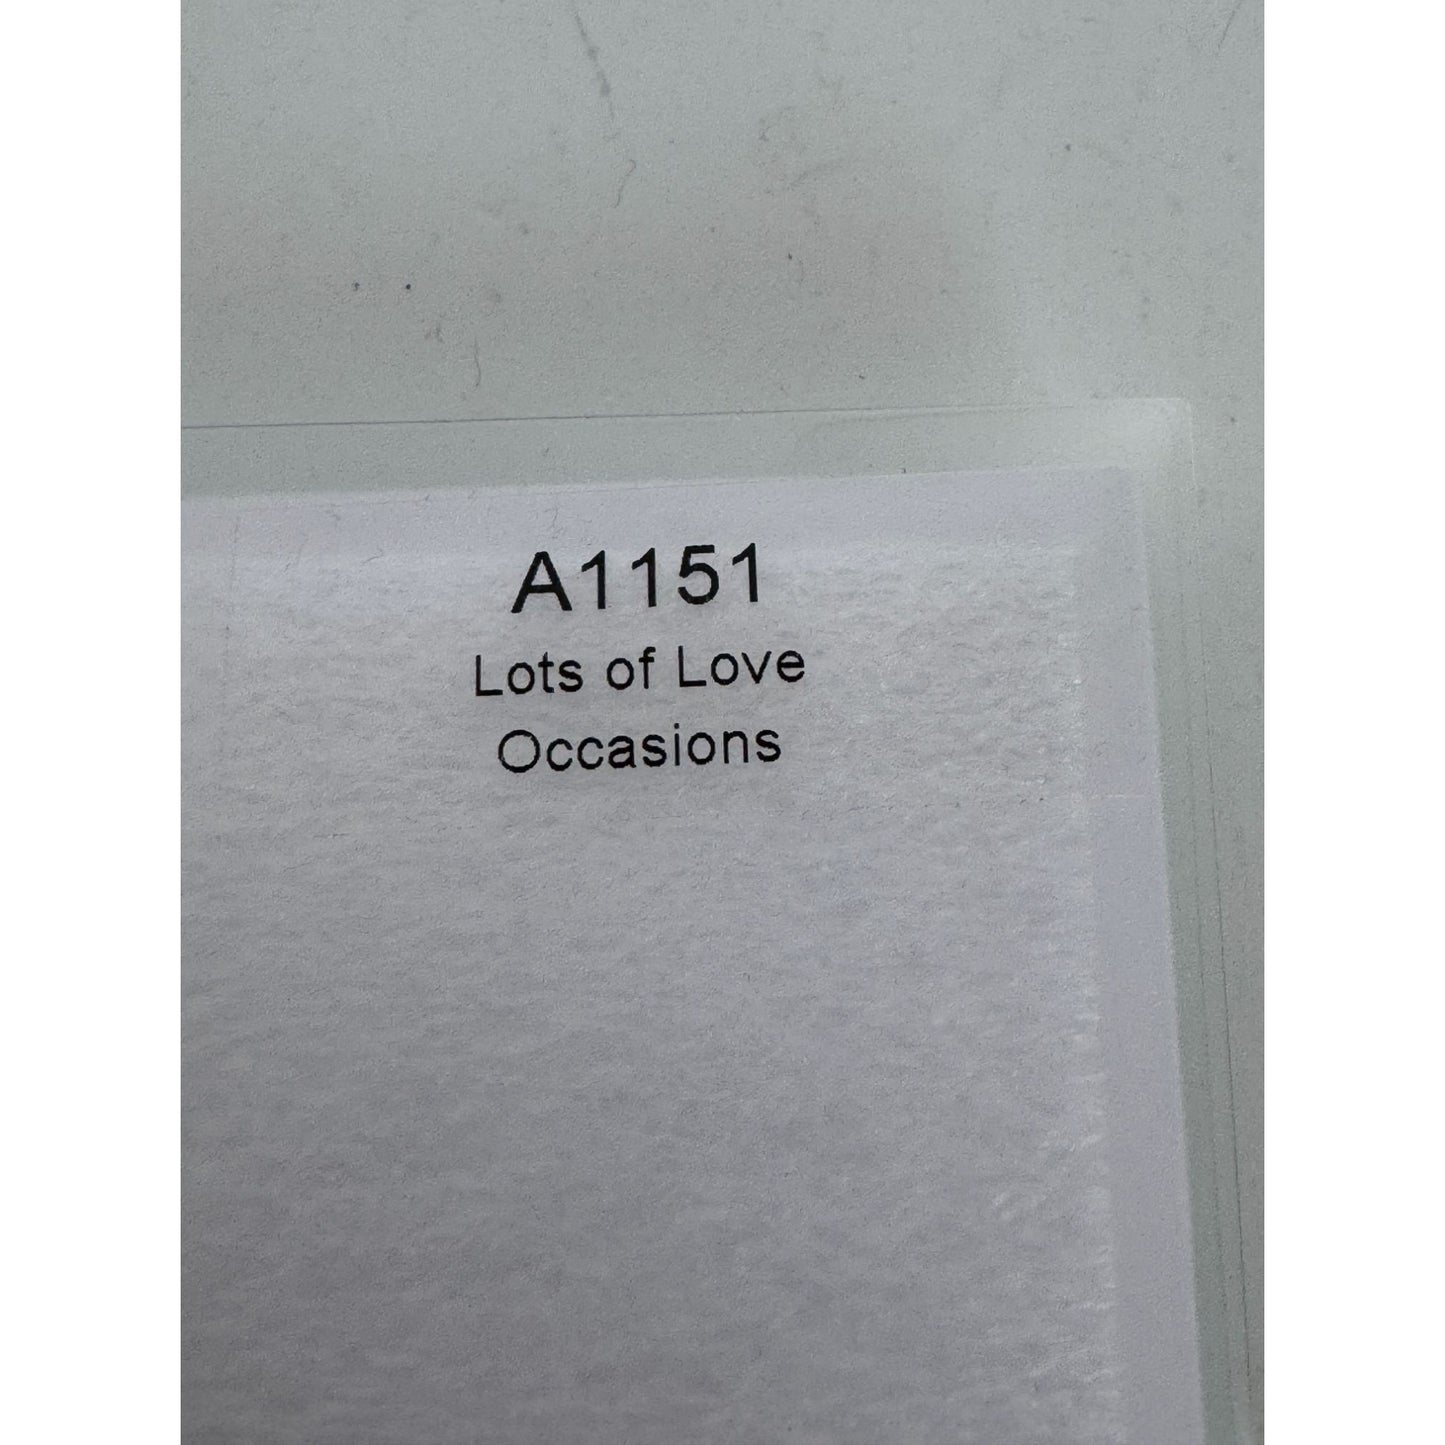 A1151
Lots of Love
Occasions